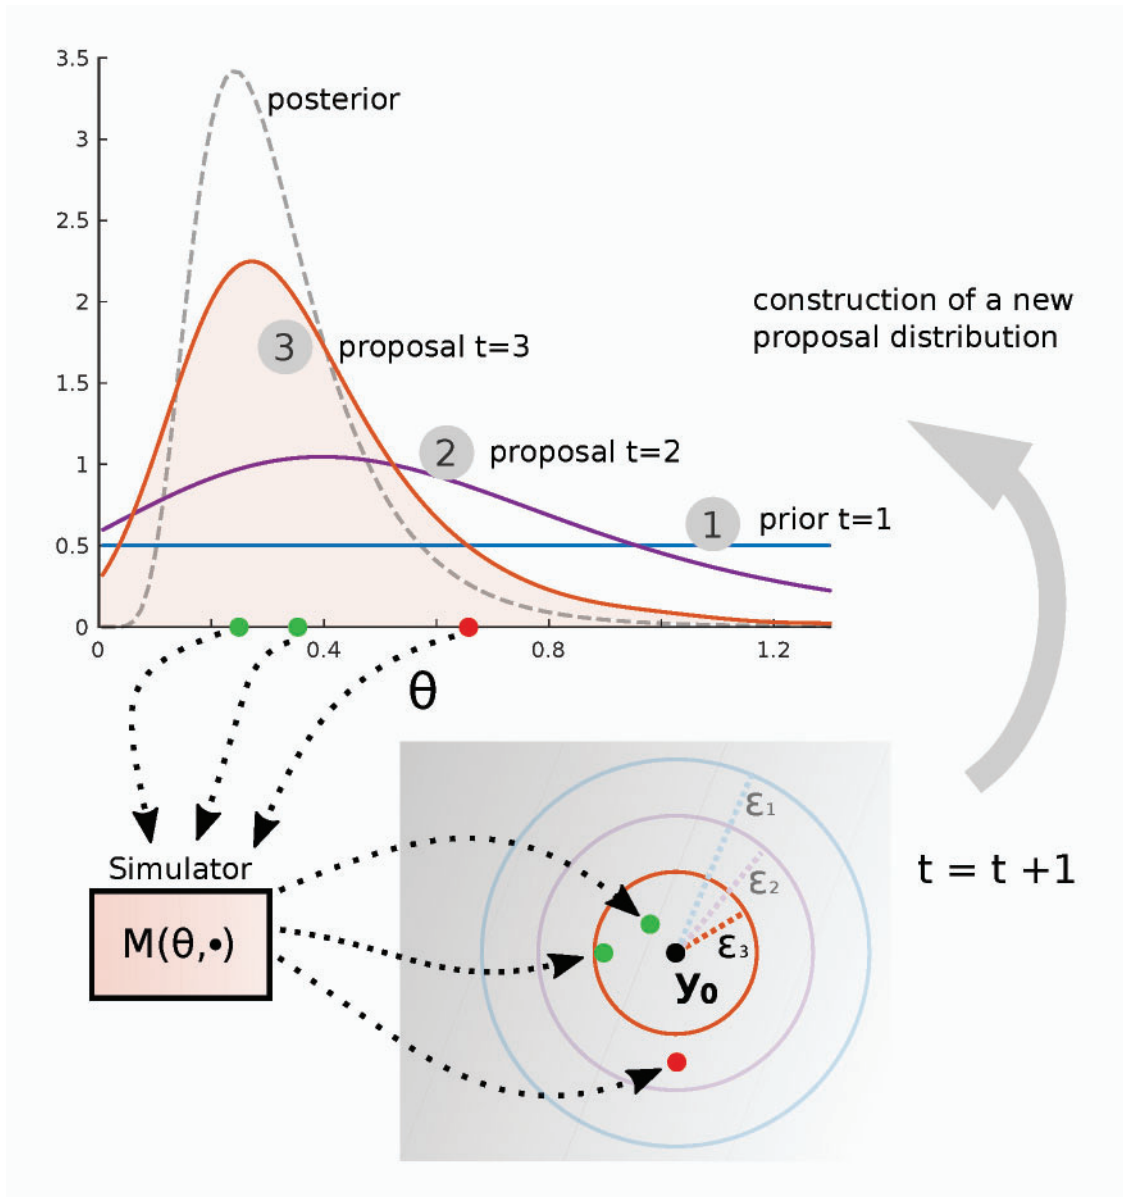 3.5
posterior
3
2.5
2
construction of a new
proposal distribution
3 proposal t=3
1.5
2 proposal t=2
1
1 prior t=1
0.5
0
0 0.4 0.8 1.2
θ
ε1
ε2
Simulator
t = t +1
M(θ,•)
ε3
y0